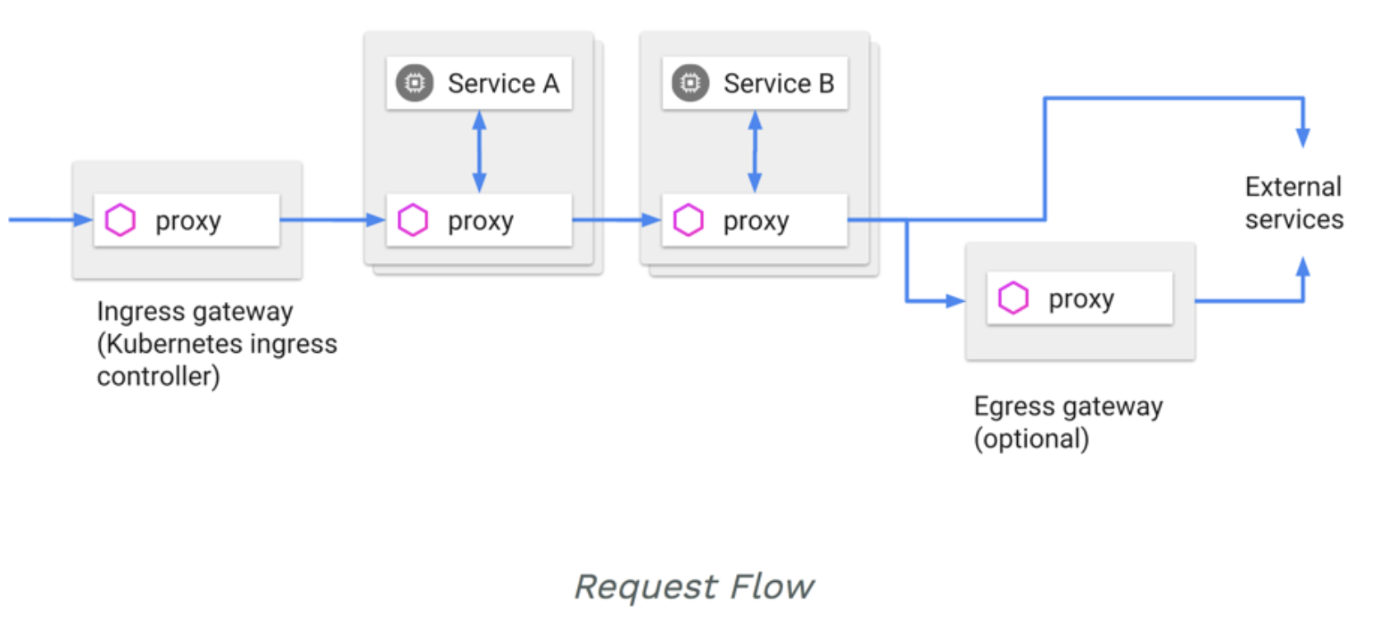 Service A
Service B
proxy
proxy
proxy
External
services
proxy
Ingress gateway
(Kubernetes ingress
controller)
Egress gateway
(optional)
Request Flow